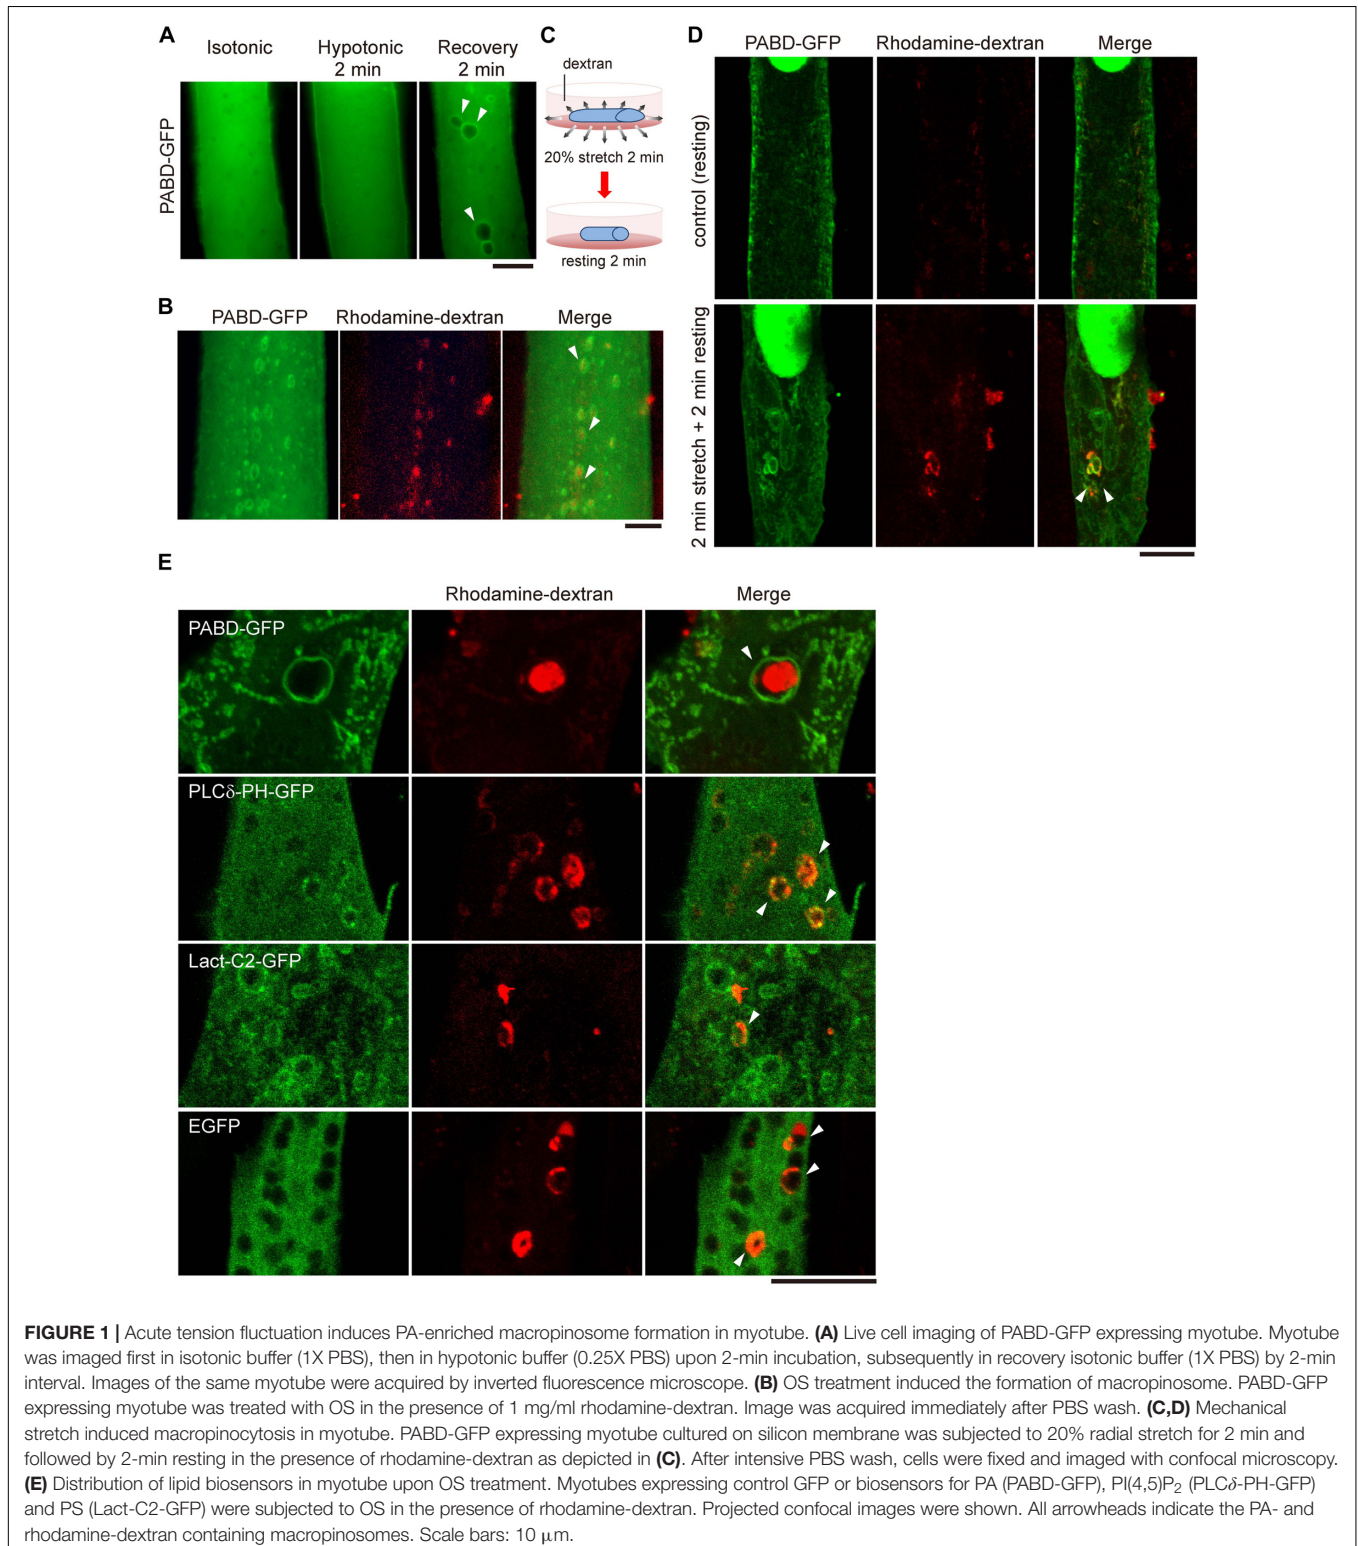 A
Isotonic
Hypotonic
2 min
Recovery
2 min
PABD-GFP
C
dextran
20% stretch 2 min
resting 2 min
D
PABD-GFP
Rhodamine-dextran
Merge
control (resting)
2 min stretch + 2 min resting
B
PABD-GFP
Rhodamine-dextran
Merge
E
Rhodamine-dextran
Merge
PABD-GFP
PLCδ-PH-GFP
Lact-C2-GFP
EGFP
FIGURE 1 | Acute tension fluctuation induces PA-enriched macropinosome formation in myotube. (A) Live cell imaging of PABD-GFP expressing myotube. Myotube
was imaged first in isotonic buffer (1X PBS), then in hypotonic buffer (0.25X PBS) upon 2-min incubation, subsequently in recovery isotonic buffer (1X PBS) by 2-min
interval. Images of the same myotube were acquired by inverted fluorescence microscope. (B) OS treatment induced the formation of macropinosome. PABD-GFP
expressing myotube was treated with OS in the presence of 1 mg/ml rhodamine-dextran. Image was acquired immediately after PBS wash. (C,D) Mechanical
stretch induced macropinocytosis in myotube. PABD-GFP expressing myotube cultured on silicon membrane was subjected to 20% radial stretch for 2 min and
followed by 2-min resting in the presence of rhodamine-dextran as depicted in (C). After intensive PBS wash, cells were fixed and imaged with confocal microscopy.
(E) Distribution of lipid biosensors in myotube upon OS treatment. Myotubes expressing control GFP or biosensors for PA (PABD-GFP), PI(4,5)P2 (PLCδ-PH-GFP)
and PS (Lact-C2-GFP) were subjected to OS in the presence of rhodamine-dextran. Projected confocal images were shown. All arrowheads indicate the PA- and
rhodamine-dextran containing macropinosomes. Scale bars: 10 μm.